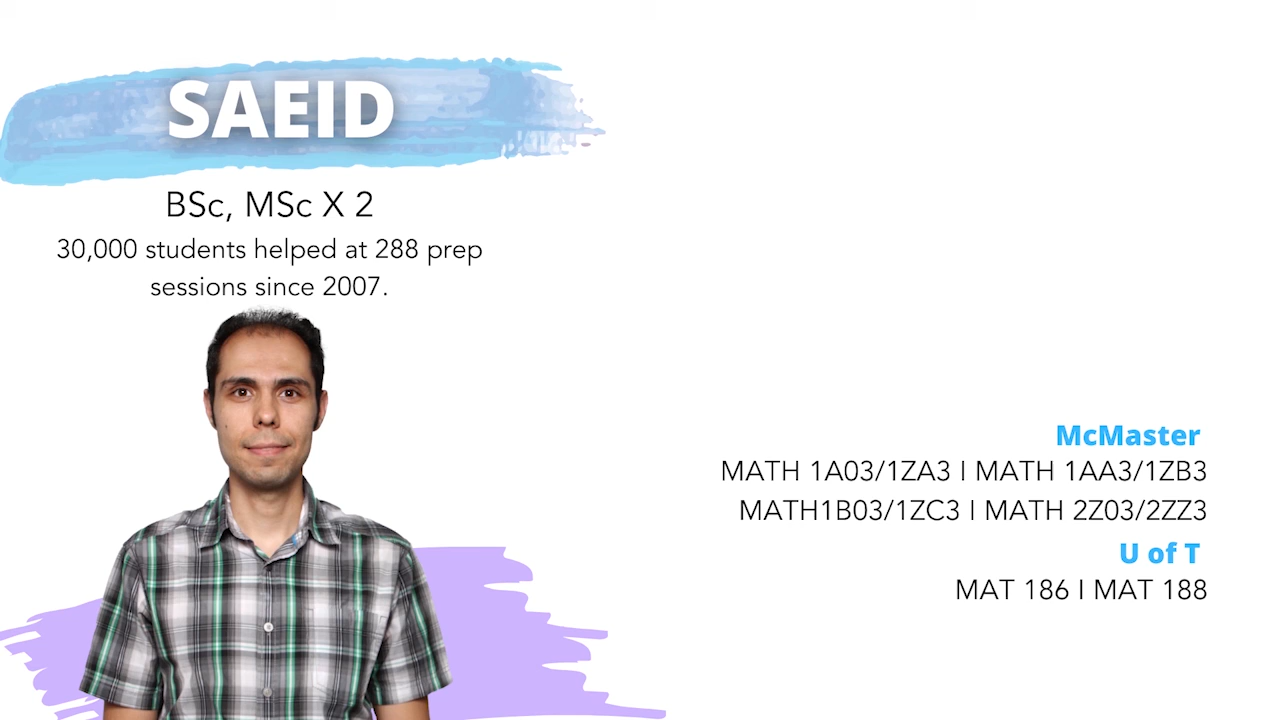 SAEID
BSc, MSc X 2
30,000 students helped at 288 prep
sessions since 2007.
McMaster
MATH 1A03/1ZA3 | MATH 1AA3/1ZB3
MATH1B03/1ZC3 | MATH 2Z03/2ZZ3
U of T
MAT 186 | MAT 188